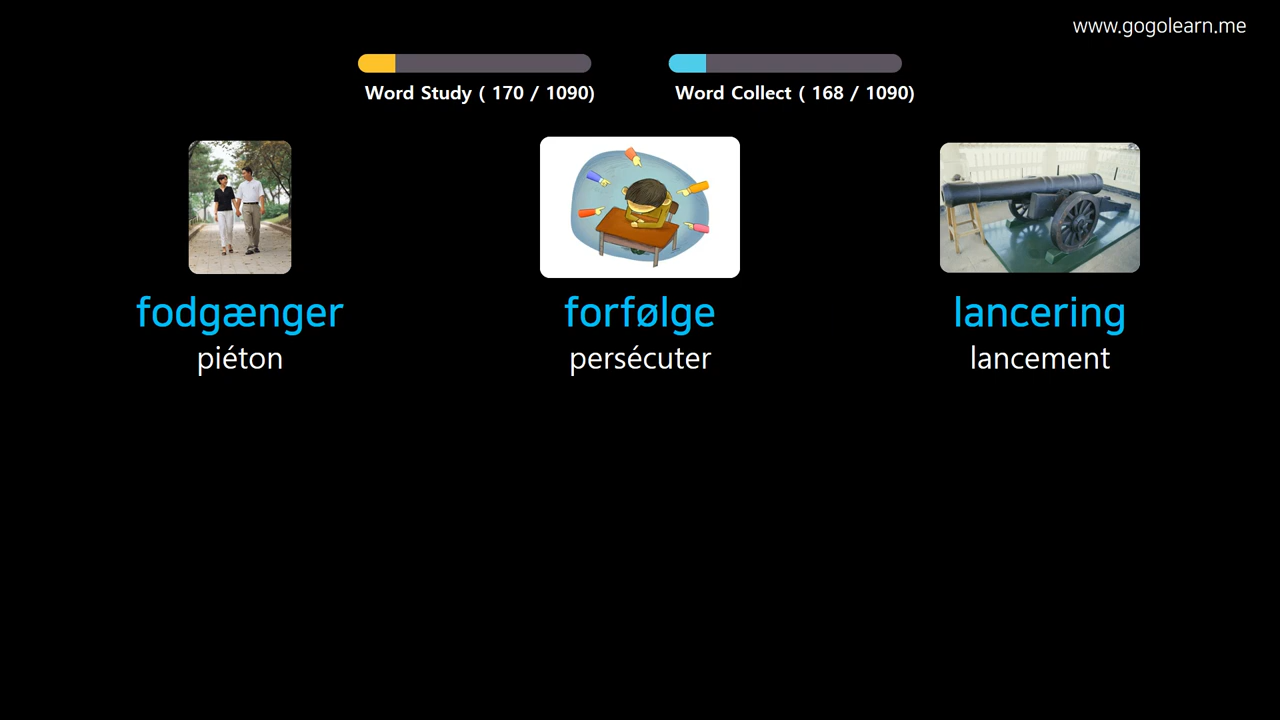 www.gogolearn.me
Word Study ( 170 / 1090)
Word Collect ( 168 / 1090)
fodgænger
piéton
forfølge
persécuter
lancering
lancement